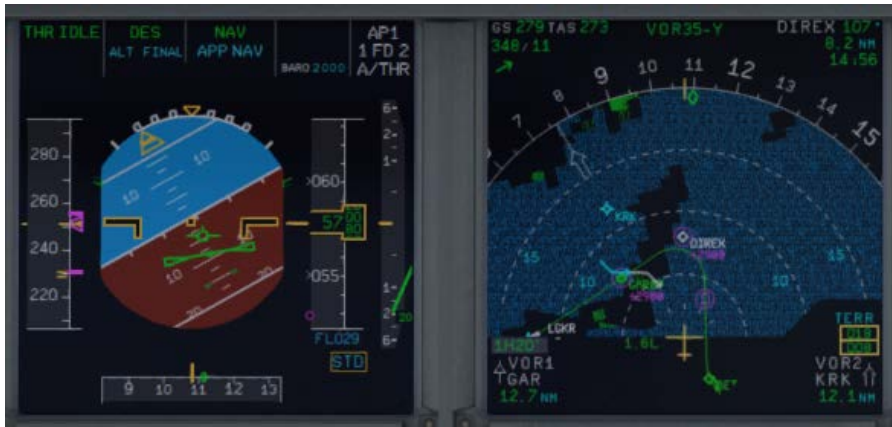 THR IDLE DES NAV AP1
ALT FINAL APP NAV 1 FD 2
BARO 2000 A/THR
280
260
240
220
10 10
10 10
20 20
060
57
055
FL029
STD
6
2
1
1
2
6
20
9 10 11 12 13
GS 279 TAS 273 VOR35-Y DIREX 107°
348/11 8.2 NM
14:56
7 8 9 10 11 12 13 14 15
KRK
DIREX
15 15
10 10
LGKR
TERR
1H20'
1.6L
VOR1 VOR2
GAR KRK
12.7 NM 12.1 NM